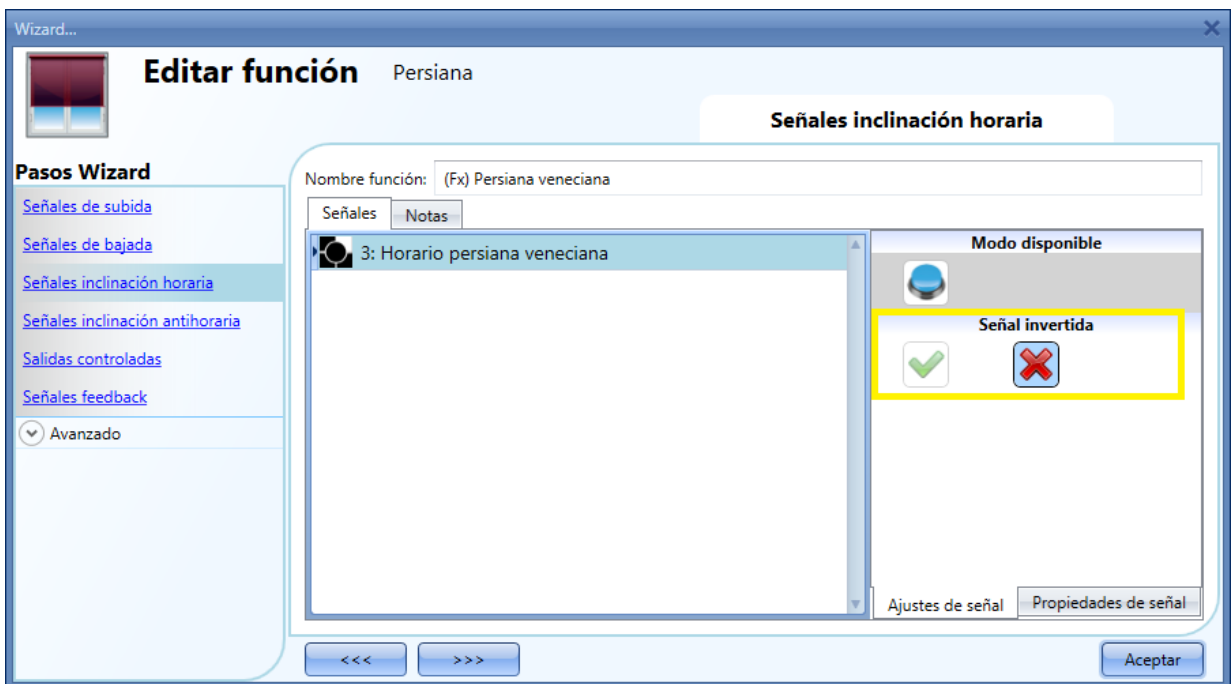 Wizard...
Editar función Persiana
Señales inclinación horaria
Pasos Wizard
Señales de subida
Señales de bajada
Señales inclinación horaria
Señales inclinación antihoraria
Salidas controladas
Señales feedback
Avanzado
Nombre función: (Fx) Persiana veneciana
Señales Notas
3: Horario persiana veneciana
Modo disponible
Señal invertida
Ajustes de señal Propiedades de señal
<<< >>> Aceptar